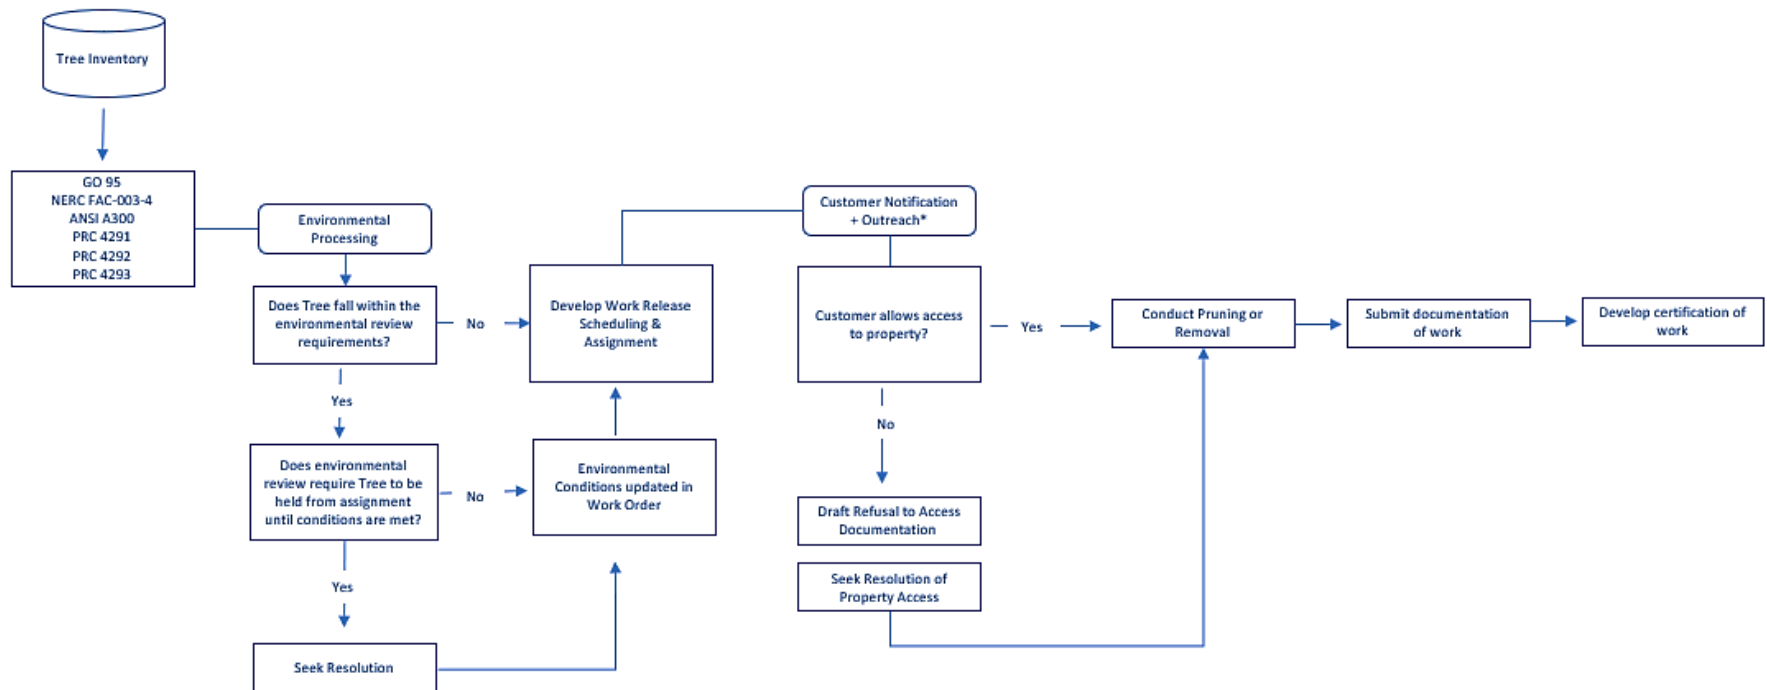 Tree Inventory
GO 95
NERC FAC-003-4
ANSI A300
PRC 4291
PRC 4292
PRC 4293
Environmental
Processing
Does Tree fall within the
environmental review
requirements?
No
Yes
Does environmental
review require Tree to be
held from assignment
until conditions are met?
No
Yes
Seek Resolution
Develop Work Release
Scheduling &
Assignment
Environmental
Conditions updated in
Work Order
Customer Notification
+ Outreach*
Customer allows access
to property?
Yes
No
Draft Refusal to Access
Documentation
Seek Resolution of
Property Access
Conduct Pruning or
Removal
Submit documentation
of work
Develop certification of
work